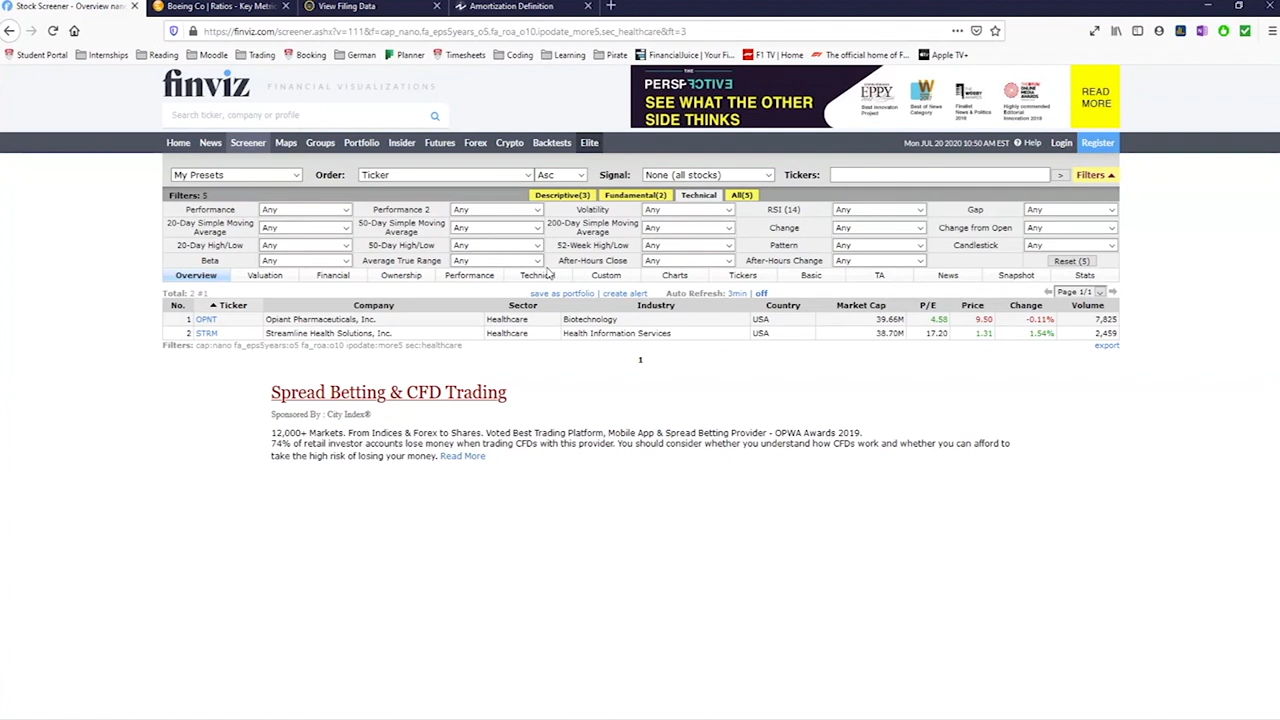 Stock Screener - Overview nano
Boeing Co | Ratios - Key Metric
View Filing Data
Amortization Definition
https://finviz.com/screener.ashx?v=111&f=cap_nano,fa_eps5years_o5,fa_roa_o10,ipodate_more5,sec_healthcare&ft=3
Student Portal Internships Reading Moodle Trading Booking German Planner Timesheets Coding Learning Pirate FinancialJuice | Your Fi... F1 TV | Home The official home of F... Apple TV+
finviz FINANCIAL VISUALIZATIONS
Search ticker, company or profile
THE
PERSPECTIVE
SEE WHAT THE OTHER
SIDE THINKS
EPPY
READ
MORE
Home News Screener Maps Groups Portfolio Insider Futures Forex Crypto Backtests Elite Mon JUL 20 2020 10:50 AM EST Help Login Register
My Presets Order: Ticker Asc Signal: None (all stocks) Tickers: > Filters
Filters: 5 Descriptive(3) Fundamental(2) Technical All(5)
Performance Any Performance 2 Any Volatility Any RSI (14) Any Gap Any
20-Day Simple Moving Average Any 50-Day Simple Moving Average Any 200-Day Simple Moving Average Any Change Any Change from Open Any
20-Day High/Low Any 50-Day High/Low Any 52-Week High/Low Any Pattern Any Candlestick Any
Beta Any Average True Range Any After-Hours Close Any After-Hours Change Any Reset (5)
Overview Valuation Financial Ownership Performance Technical Custom Charts Tickers Basic TA News Snapshot Stats
Total: 2 #1 save as portfolio | create alert Auto Refresh: 3min | off Page 1/1
No. Ticker Company Sector Industry Country Market Cap P/E Price Change Volume
1 OPNT Opiant Pharmaceuticals, Inc. Healthcare Biotechnology USA 39.66M 4.58 9.50 -0.11% 7,825
2 STRM Streamline Health Solutions, Inc. Healthcare Health Information Services USA 38.70M 17.20 1.31 1.54% 2,459
Filters: cap:nano fa_eps5years:o5 fa_roa:o10 ipodate:more5 sec:healthcare export
1
Spread Betting & CFD Trading
Sponsored By : City Index®
12,000+ Markets. From Indices & Forex to Shares. Voted Best Trading Platform, Mobile App & Spread Betting Provider - OPWA Awards 2019.
74% of retail investor accounts lose money when trading CFDs with this provider. You should consider whether you understand how CFDs work and whether you can afford to
take the high risk of losing your money. Read More